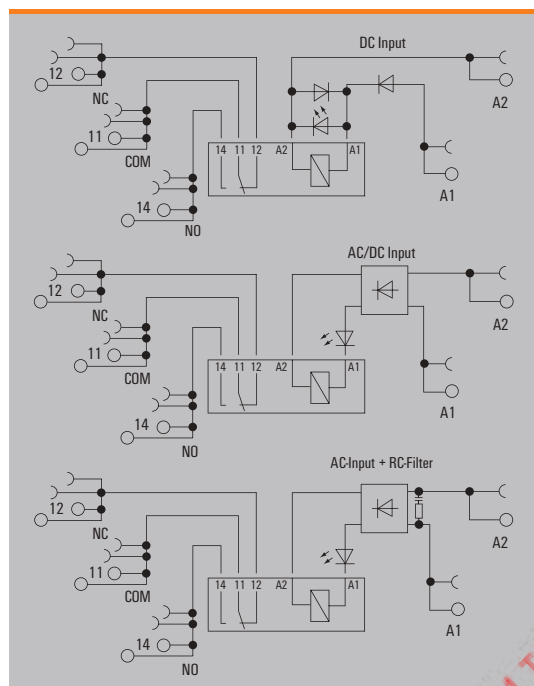 DC Input
12
NC
A2
11
COM
14 11 12 A2 A1
A1
14
NO
AC/DC Input
12
NC
A2
11
COM
14 11 12 A2 A1
A1
14
NO
AC-Input + RC-Filter
12
NC
A2
11
COM
14 11 12 A2 A1
A1
14
NO